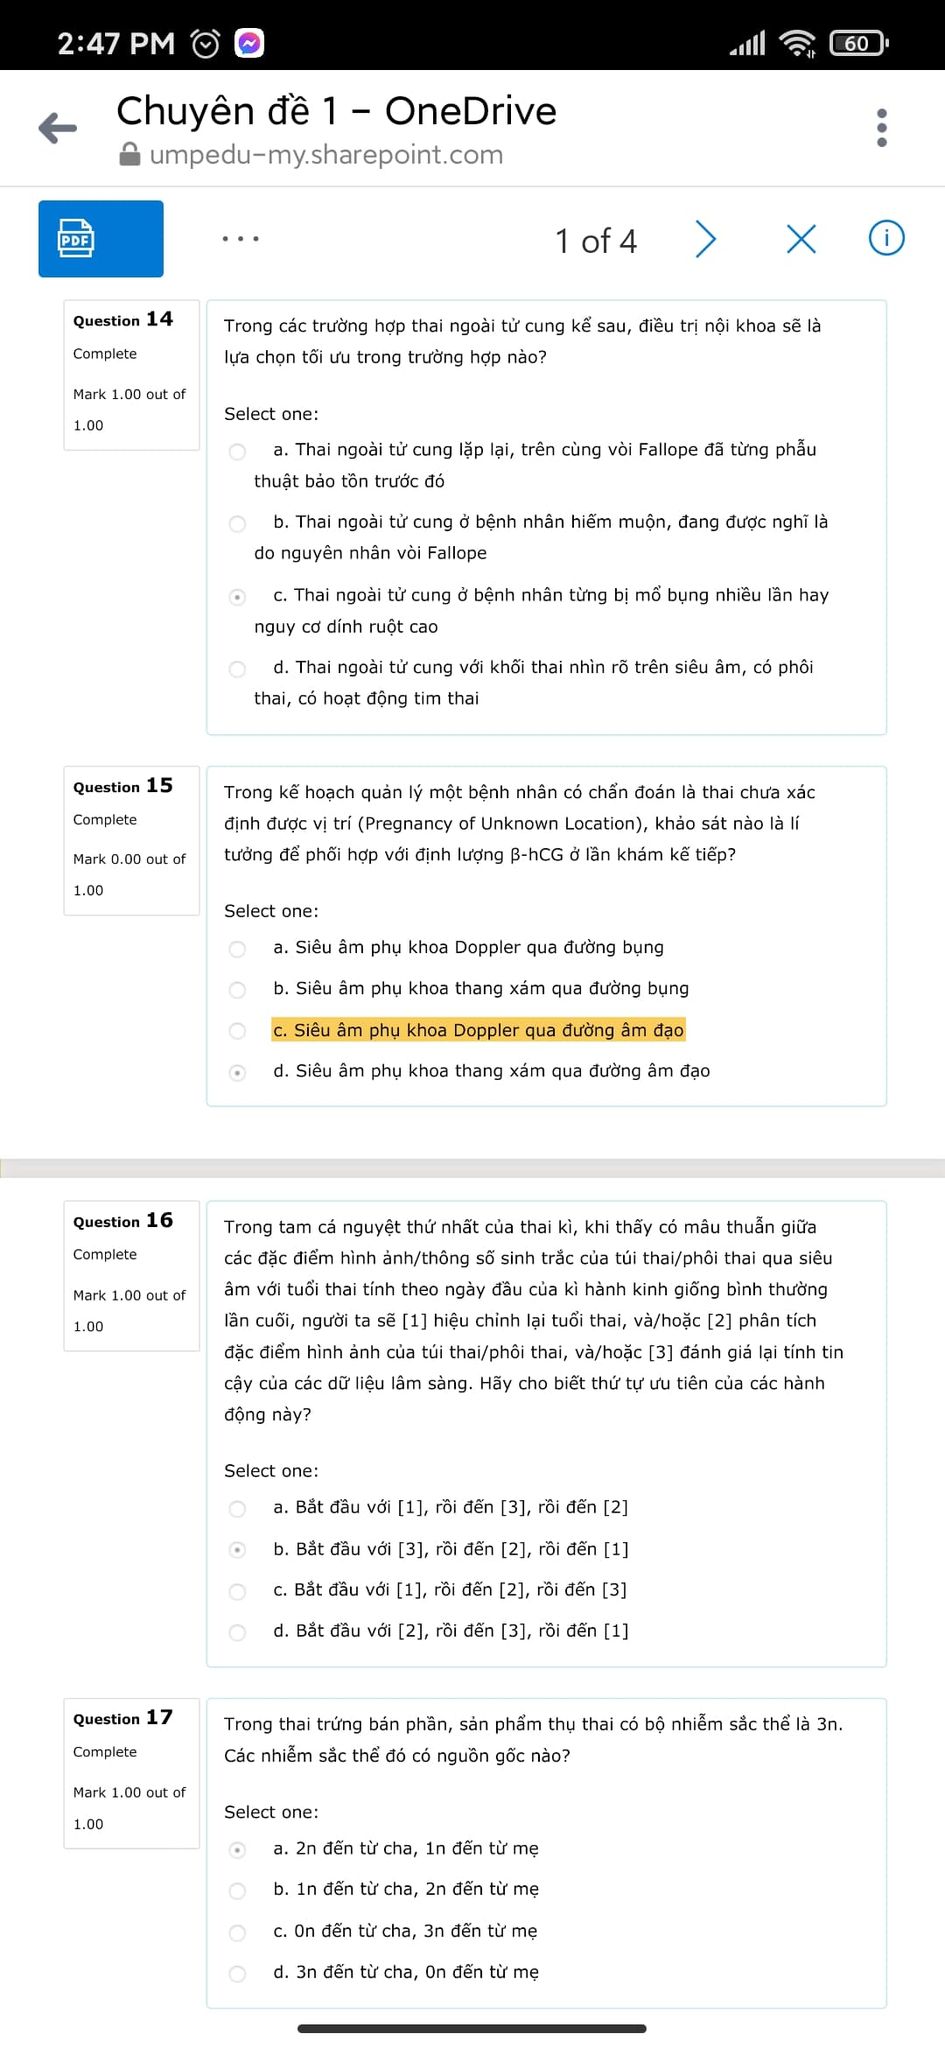 2:47 PM
60
Chuyên đề 1 – OneDrive
umpedu-my.sharepoint.com
PDF
...
1 of 4
Question 14
Complete
Mark 1.00 out of
1.00
Trong các trường hợp thai ngoài tử cung kể sau, điều trị nội khoa sẽ là
lựa chọn tối ưu trong trường hợp nào?
Select one:
a. Thai ngoài tử cung lặp lại, trên cùng vòi Fallope đã từng phẫu
thuật bảo tồn trước đó
b. Thai ngoài tử cung ở bệnh nhân hiếm muộn, đang được nghĩ là
do nguyên nhân vòi Fallope
c. Thai ngoài tử cung ở bệnh nhân từng bị mổ bụng nhiều lần hay
nguy cơ dính ruột cao
d. Thai ngoài tử cung với khối thai nhìn rõ trên siêu âm, có phôi
thai, có hoạt động tim thai
Question 15
Complete
Mark 0.00 out of
1.00
Trong kế hoạch quản lý một bệnh nhân có chẩn đoán là thai chưa xác
định được vị trí (Pregnancy of Unknown Location), khảo sát nào là lí
tưởng để phối hợp với định lượng β-hCG ở lần khám kế tiếp?
Select one:
a. Siêu âm phụ khoa Doppler qua đường bụng
b. Siêu âm phụ khoa thang xám qua đường bụng
c. Siêu âm phụ khoa Doppler qua đường âm đạo
d. Siêu âm phụ khoa thang xám qua đường âm đạo
Question 16
Complete
Mark 1.00 out of
1.00
Trong tam cá nguyệt thứ nhất của thai kì, khi thấy có mâu thuẫn giữa
các đặc điểm hình ảnh/thông số sinh trắc của túi thai/phôi thai qua siêu
âm với tuổi thai tính theo ngày đầu của kì hành kinh giống bình thường
lần cuối, người ta sẽ [1] hiệu chỉnh lại tuổi thai, và/hoặc [2] phân tích
đặc điểm hình ảnh của túi thai/phôi thai, và/hoặc [3] đánh giá lại tính tin
cậy của các dữ liệu lâm sàng. Hãy cho biết thứ tự ưu tiên của các hành
động này?
Select one:
a. Bắt đầu với [1], rồi đến [3], rồi đến [2]
b. Bắt đầu với [3], rồi đến [2], rồi đến [1]
c. Bắt đầu với [1], rồi đến [2], rồi đến [3]
d. Bắt đầu với [2], rồi đến [3], rồi đến [1]
Question 17
Complete
Mark 1.00 out of
1.00
Trong thai trứng bán phần, sản phẩm thụ thai có bộ nhiễm sắc thể là 3n.
Các nhiễm sắc thể đó có nguồn gốc nào?
Select one:
a. 2n đến từ cha, 1n đến từ mẹ
b. 1n đến từ cha, 2n đến từ mẹ
c. 0n đến từ cha, 3n đến từ mẹ
d. 3n đến từ cha, 0n đến từ mẹ